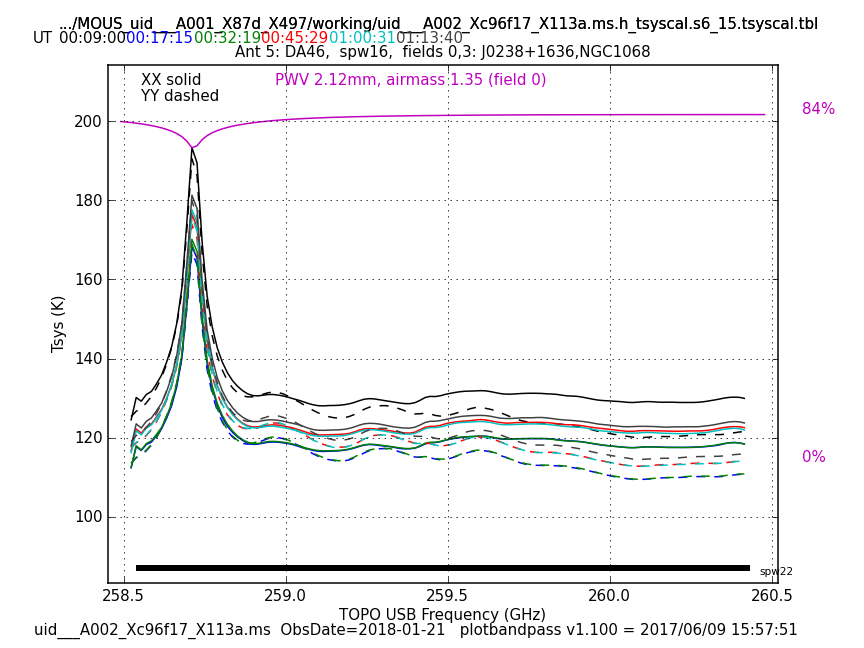 .../MOUS_uid___A001_X87d_X497/working/uid___A002_Xc96f17_X113a.ms.h_tsyscal.s6_15.tsyscal.tbl
UT 00:09:00 00:17:15 00:32:19 00:45:29 01:00:31 01:13:40
Ant 5: DA46,  spw16,  fields 0,3: J0238+1636,NGC1068
XX solid
PWV 2.12mm, airmass 1.35 (field 0)
YY dashed
84%
200
180
160
140
120
100
Tsys (K)
0%
spw22
258.5 259.0 259.5 260.0 260.5
TOPO USB Frequency (GHz)
uid___A002_Xc96f17_X113a.ms  ObsDate=2018-01-21  plotbandpass v1.100 = 2017/06/09 15:57:51